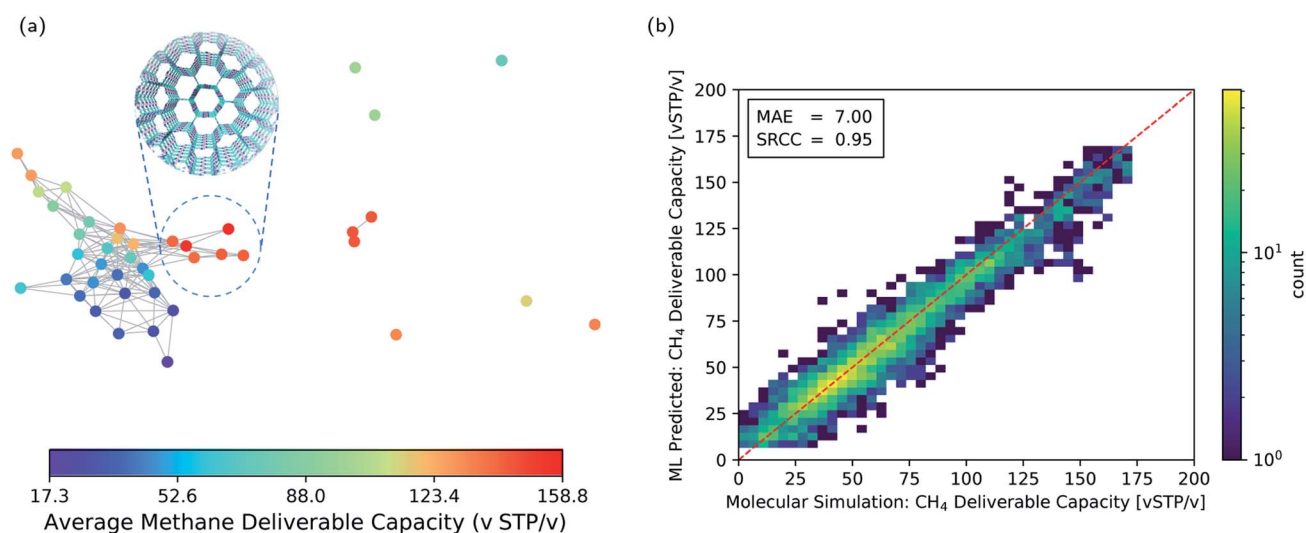 (a)
17.3 52.6 88.0 123.4 158.8
Average Methane Deliverable Capacity (v STP/v)
(b)
MAE = 7.00
SRCC = 0.95
ML Predicted: CH₄ Deliverable Capacity [vSTP/v]
200
175
150
125
100
75
50
25
0
0 25 50 75 100 125 150 175 200
Molecular Simulation: CH₄ Deliverable Capacity [vSTP/v]
10¹
10⁰
count